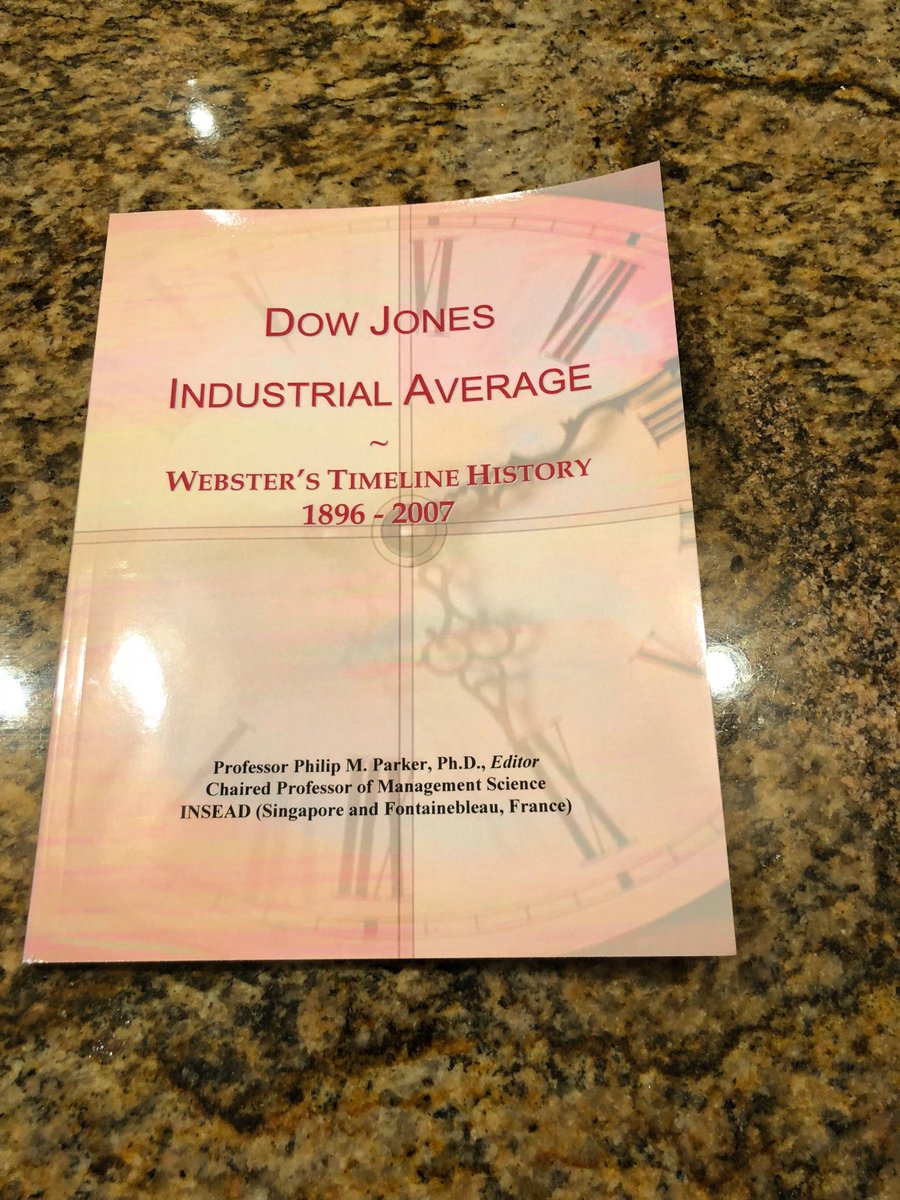 DOW JONES
INDUSTRIAL AVERAGE
~
WEBSTER'S TIMELINE HISTORY
1896 - 2007
Professor Philip M. Parker, Ph.D., Editor
Chaired Professor of Management Science
INSEAD (Singapore and Fontainebleau, France)